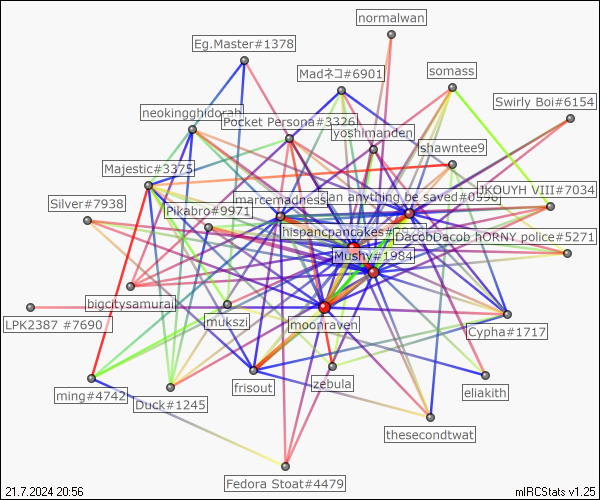 normalwan
Eg.Master#1378
Madネコ#6901
somass
Swirly Boi#6154
neokingghidorah
Pocket Persona#3326
yoshimanden
shawntee9
Majestic#3375
JKOUYH VIII#7034
marcemadness
an anything be saved#0598
Silver#7938
Pikabro#9971
hispancpancakes#
DacobDacob hORNY police#5271
Mushy#1984
bigcitysamurai
LPK2387 #7690
mukszi
moonraven
Cypha#1717
ming#4742
Duck#1245
frisout
zebula
eliakith
thesecondtwat
Fedora Stoat#4479
21.7.2024 20:56
mIRCStats v1.25